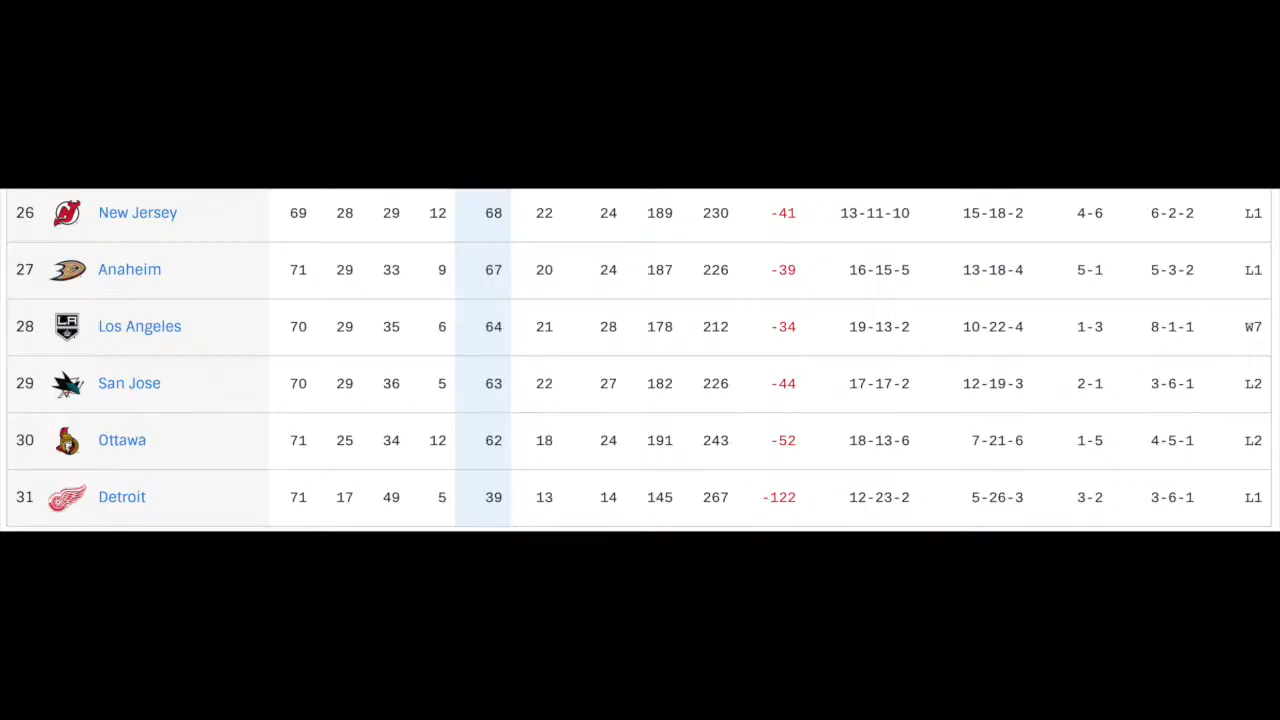 26 New Jersey 69 28 29 12 68 22 24 189 230 -41 13-11-10 15-18-2 4-6 6-2-2 L1
27 Anaheim 71 29 33 9 67 20 24 187 226 -39 16-15-5 13-18-4 5-1 5-3-2 L1
28 LA Los Angeles 70 29 35 6 64 21 28 178 212 -34 19-13-2 10-22-4 1-3 8-1-1 W7
29 San Jose 70 29 36 5 63 22 27 182 226 -44 17-17-2 12-19-3 2-1 3-6-1 L2
30 Ottawa 71 25 34 12 62 18 24 191 243 -52 18-13-6 7-21-6 1-5 4-5-1 L2
31 Detroit 71 17 49 5 39 13 14 145 267 -122 12-23-2 5-26-3 3-2 3-6-1 L1